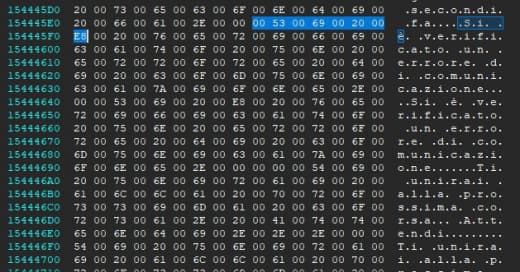 154445D0 20 00 73 00 65 00 63 00 6F 00 6E 00 64 00 69 00 .s.e.c.o.n.d.i.
154445E0 20 00 66 00 61 00 2E 00 00 00 53 00 69 00 20 00 .f.a.....S.i. .
154445F0 E8 00 20 00 76 00 65 00 72 00 69 00 66 00 69 00 è. .v.e.r.i.f.i.
15444600 63 00 61 00 74 00 6F 00 20 00 75 00 6E 00 20 00 c.a.t.o. .u.n. .
15444610 65 00 72 00 72 00 6F 00 72 00 65 00 20 00 64 00 e.r.r.o.r.e. .d.
15444620 69 00 20 00 63 00 6F 00 6D 00 75 00 6E 00 69 00 i. .c.o.m.u.n.i.
15444630 63 00 61 00 7A 00 69 00 6F 00 6E 00 65 00 2E 00 c.a.z.i.o.n.e...
15444640 00 00 53 00 69 00 20 00 E8 00 20 00 76 00 65 00 ..S.i. .è. .v.e.
15444650 72 00 69 00 66 00 69 00 63 00 61 00 74 00 6F 00 r.i.f.i.c.a.t.o.
15444660 20 00 75 00 6E 00 20 00 65 00 72 00 72 00 6F 00 .u.n. .e.r.r.o.
15444670 72 00 65 00 20 00 64 00 69 00 20 00 63 00 6F 00 r.e. .d.i. .c.o.
15444680 6D 00 75 00 6E 00 69 00 63 00 61 00 7A 00 69 00 m.u.n.i.c.a.z.i.
15444690 6F 00 6E 00 65 00 2E 00 00 00 00 00 54 00 69 00 o.n.e.......T.i.
154446A0 20 00 75 00 6E 00 69 00 72 00 61 00 69 00 20 00 .u.n.i.r.a.i. .
154446B0 61 00 6C 00 6C 00 61 00 20 00 70 00 72 00 6F 00 a.l.l.a. .p.r.o.
154446C0 73 00 73 00 69 00 6D 00 61 00 20 00 63 00 6F 00 s.s.i.m.a. .c.o.
154446D0 72 00 73 00 61 00 2E 00 20 00 41 00 74 00 74 00 r.s.a... .A.t.t.
154446E0 65 00 6E 00 64 00 69 00 2E 00 2E 00 2E 00 00 00 e.n.d.i.........
154446F0 54 00 69 00 20 00 75 00 6E 00 69 00 72 00 61 00 T.i. .u.n.i.r.a.
15444700 69 00 20 00 61 00 6C 00 6C 00 61 00 20 00 70 00 i. .a.l.l.a. .p.